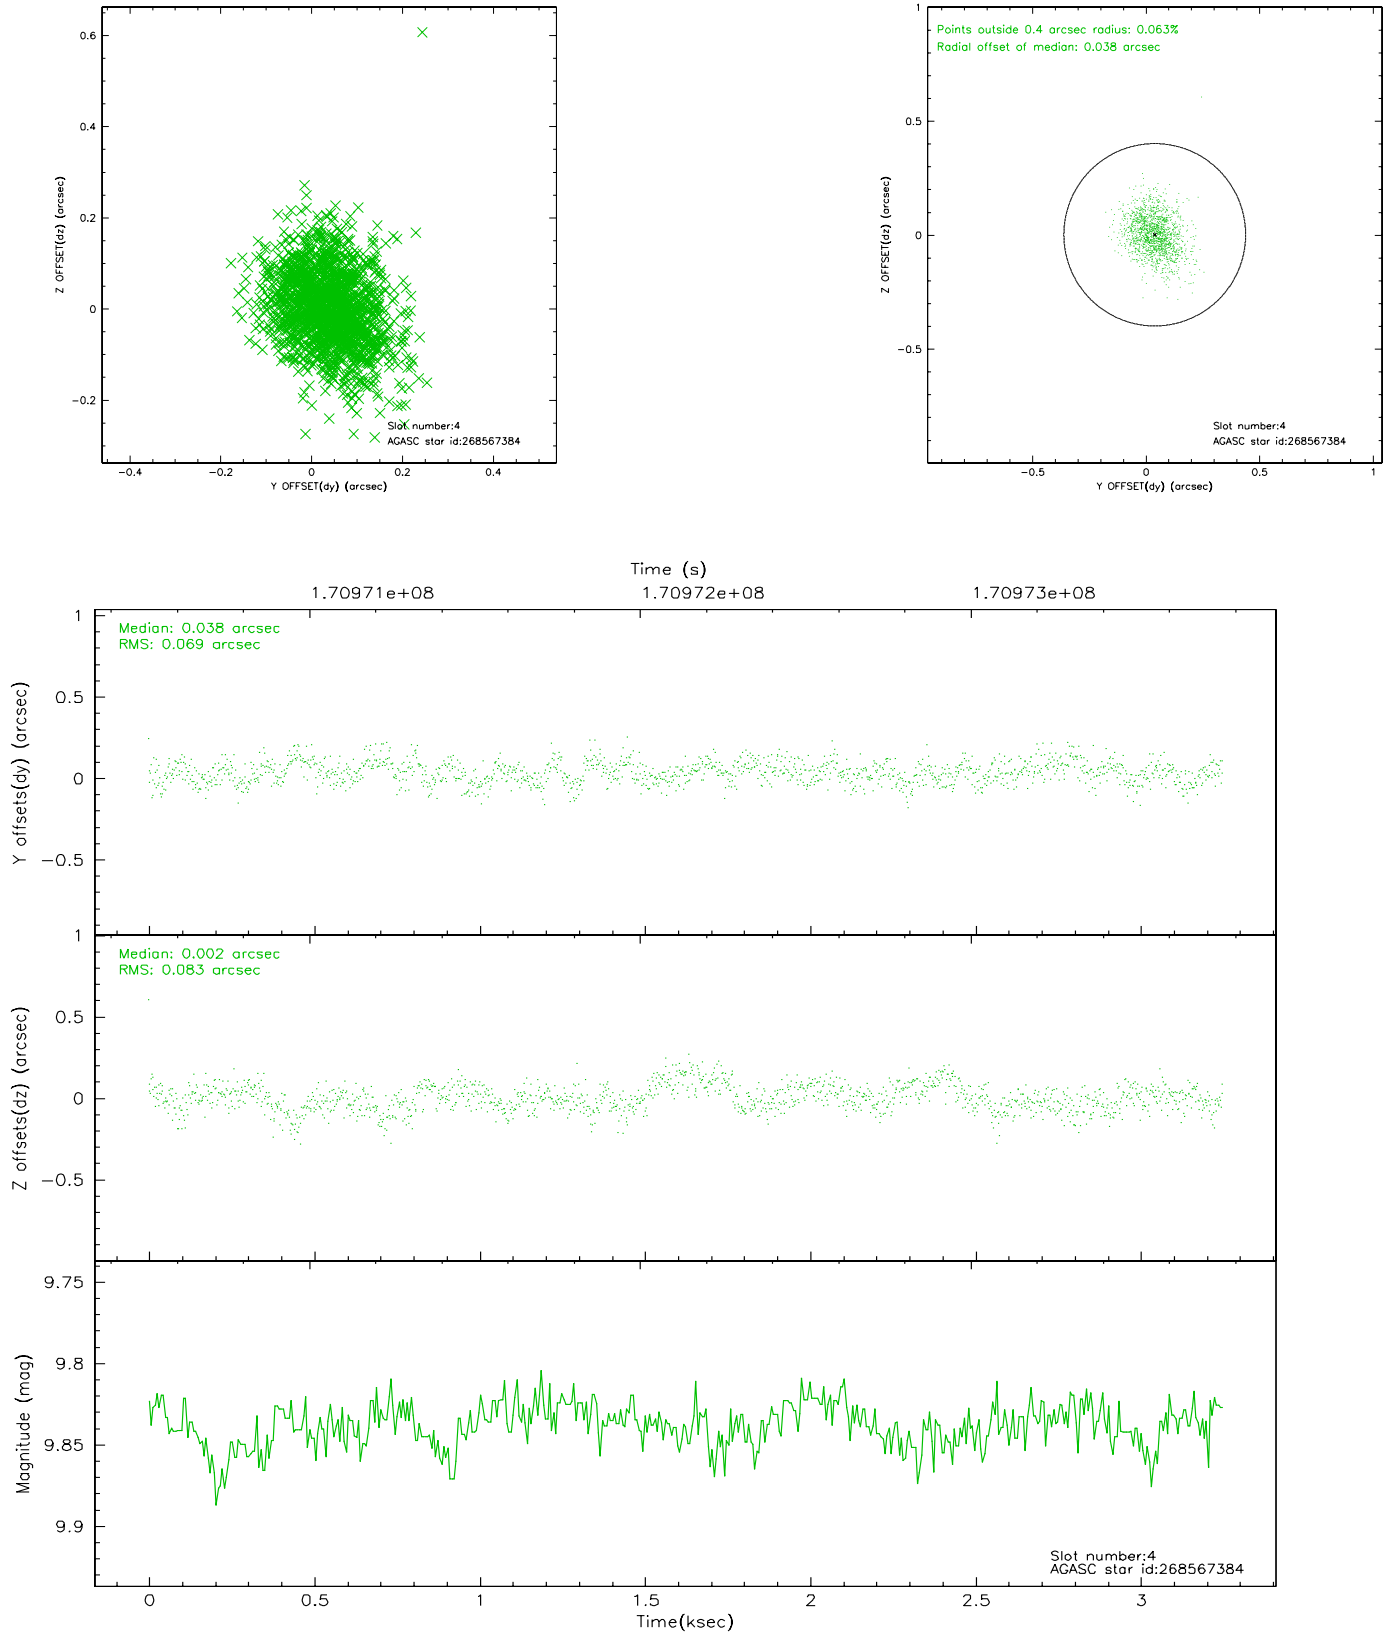 0.6
0.4
0.2
0
-0.2
Z OFFSET(dz) (arcsec)
-0.4
-0.2
0
0.2
0.4
Y OFFSET(dy) (arcsec)
Slot number:4
AGASC star id:268567384
Points outside 0.4 arcsec radius: 0.063%
Radial offset of median: 0.038 arcsec
1
0.5
0
-0.5
Z OFFSET(dz) (arcsec)
-0.5
0
0.5
1
Y OFFSET(dy) (arcsec)
Slot number:4
AGASC star id:268567384
Time (s)
1.70971e+08
1.70972e+08
1.70973e+08
Median: 0.038 arcsec
RMS: 0.069 arcsec
1
0.5
0
-0.5
Y offsets(dy) (arcsec)
Median: 0.002 arcsec
RMS: 0.083 arcsec
1
0.5
0
-0.5
Z offsets(dz) (arcsec)
9.75
9.8
9.85
9.9
Magnitude (mag)
Slot number:4
AGASC star id:268567384
0
0.5
1
1.5
2
2.5
3
Time(ksec)